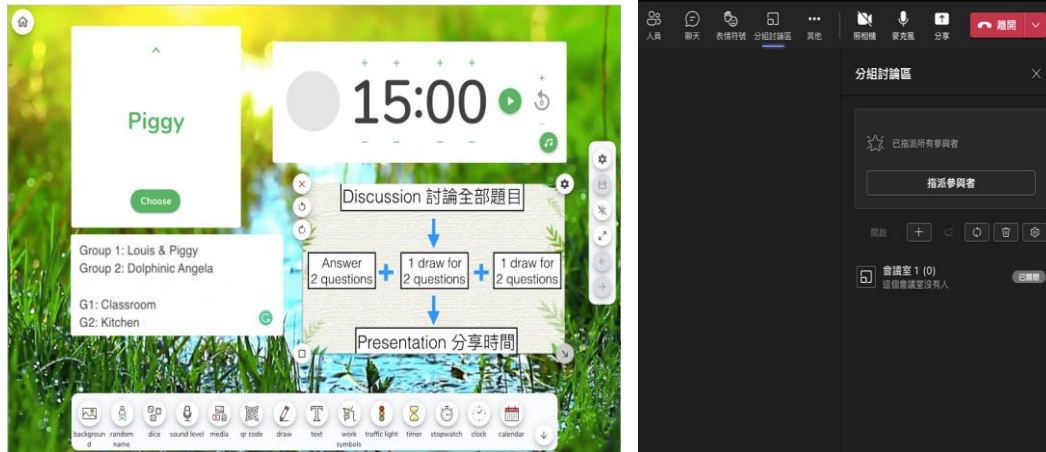 Piggy
Choose
15:00
Group 1: Louis & Piggy
Group 2: Dolphinic Angela
G1: Classroom
G2: Kitchen
Discussion 討論全部題目
Answer
2 questions
1 draw for
2 questions
1 draw for
2 questions
Presentation 分享時間
backgroun
d
random
name
dice
sound level
media
qr code
draw
text
work
symbols
traffic light
timer
stopwatch
clock
calendar
人員
聊天
表情符號
分組討論區
其他
照相機
麥克風
分享
離開
分組討論區
已指派所有參與者
指派參與者
開啟
會議室 1 (0)
這個會議室沒有人
已關閉